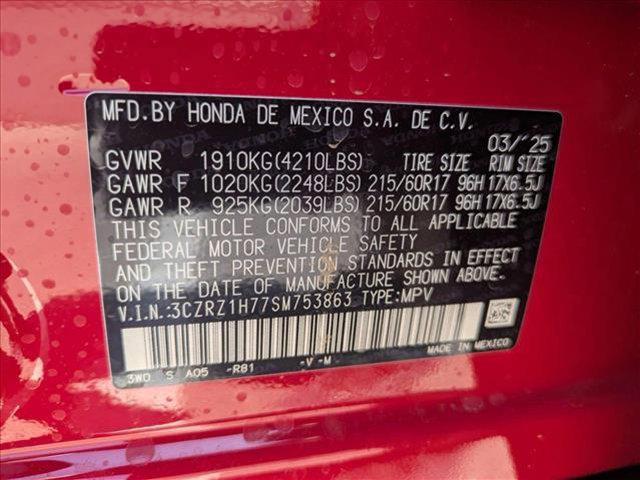 MFD.BY HONDA DE MEXICO S.A. DE C.V.
03/'25
GVWR 1910KG(4210LBS) TIRE SIZE RIM SIZE
GAWR F 1020KG(2248LBS) 215/60R17 96H 17X6.5J
GAWR R 925KG(2039LBS) 215/60R17 96H 17X6.5J
THIS VEHICLE CONFORMS TO ALL APPLICABLE
FEDERAL MOTOR VEHICLE SAFETY
AND THEFT PREVENTION STANDARDS IN EFFECT
ON THE DATE OF MANUFACTURE SHOWN ABOVE.
V.I.N.:3CZRZ1H77SM753863 TYPE:MPV
3W0 S A05 -R81 -V-M-
MADE IN MEXICO